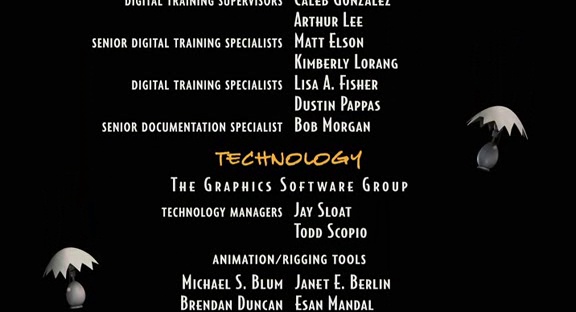 DIGITAL TRAINING SUPERVISORS CALEB GONZALEZ
ARTHUR LEE
SENIOR DIGITAL TRAINING SPECIALISTS MATT ELSON
KIMBERLY LORANG
DIGITAL TRAINING SPECIALISTS LISA A. FISHER
DUSTIN PAPPAS
SENIOR DOCUMENTATION SPECIALIST BOB MORGAN
TECHNOLOGY
THE GRAPHICS SOFTWARE GROUP
TECHNOLOGY MANAGERS JAY SLOAT
TODD SCOPIO
ANIMATION/RIGGING TOOLS
MICHAEL S. BLUM JANET E. BERLIN
BRENDAN DUNCAN ESAN MANDAL